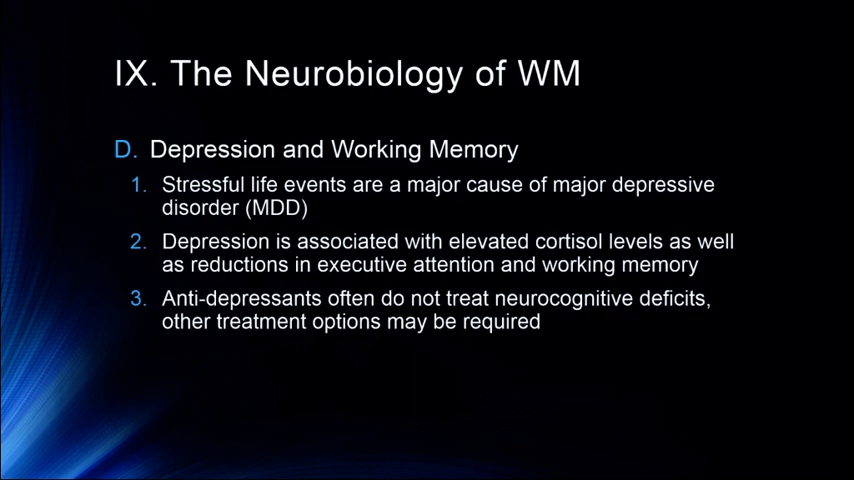 IX. The Neurobiology of WM
D. Depression and Working Memory
1. Stressful life events are a major cause of major depressive
disorder (MDD)
2. Depression is associated with elevated cortisol levels as well
as reductions in executive attention and working memory
3. Anti-depressants often do not treat neurocognitive deficits,
other treatment options may be required